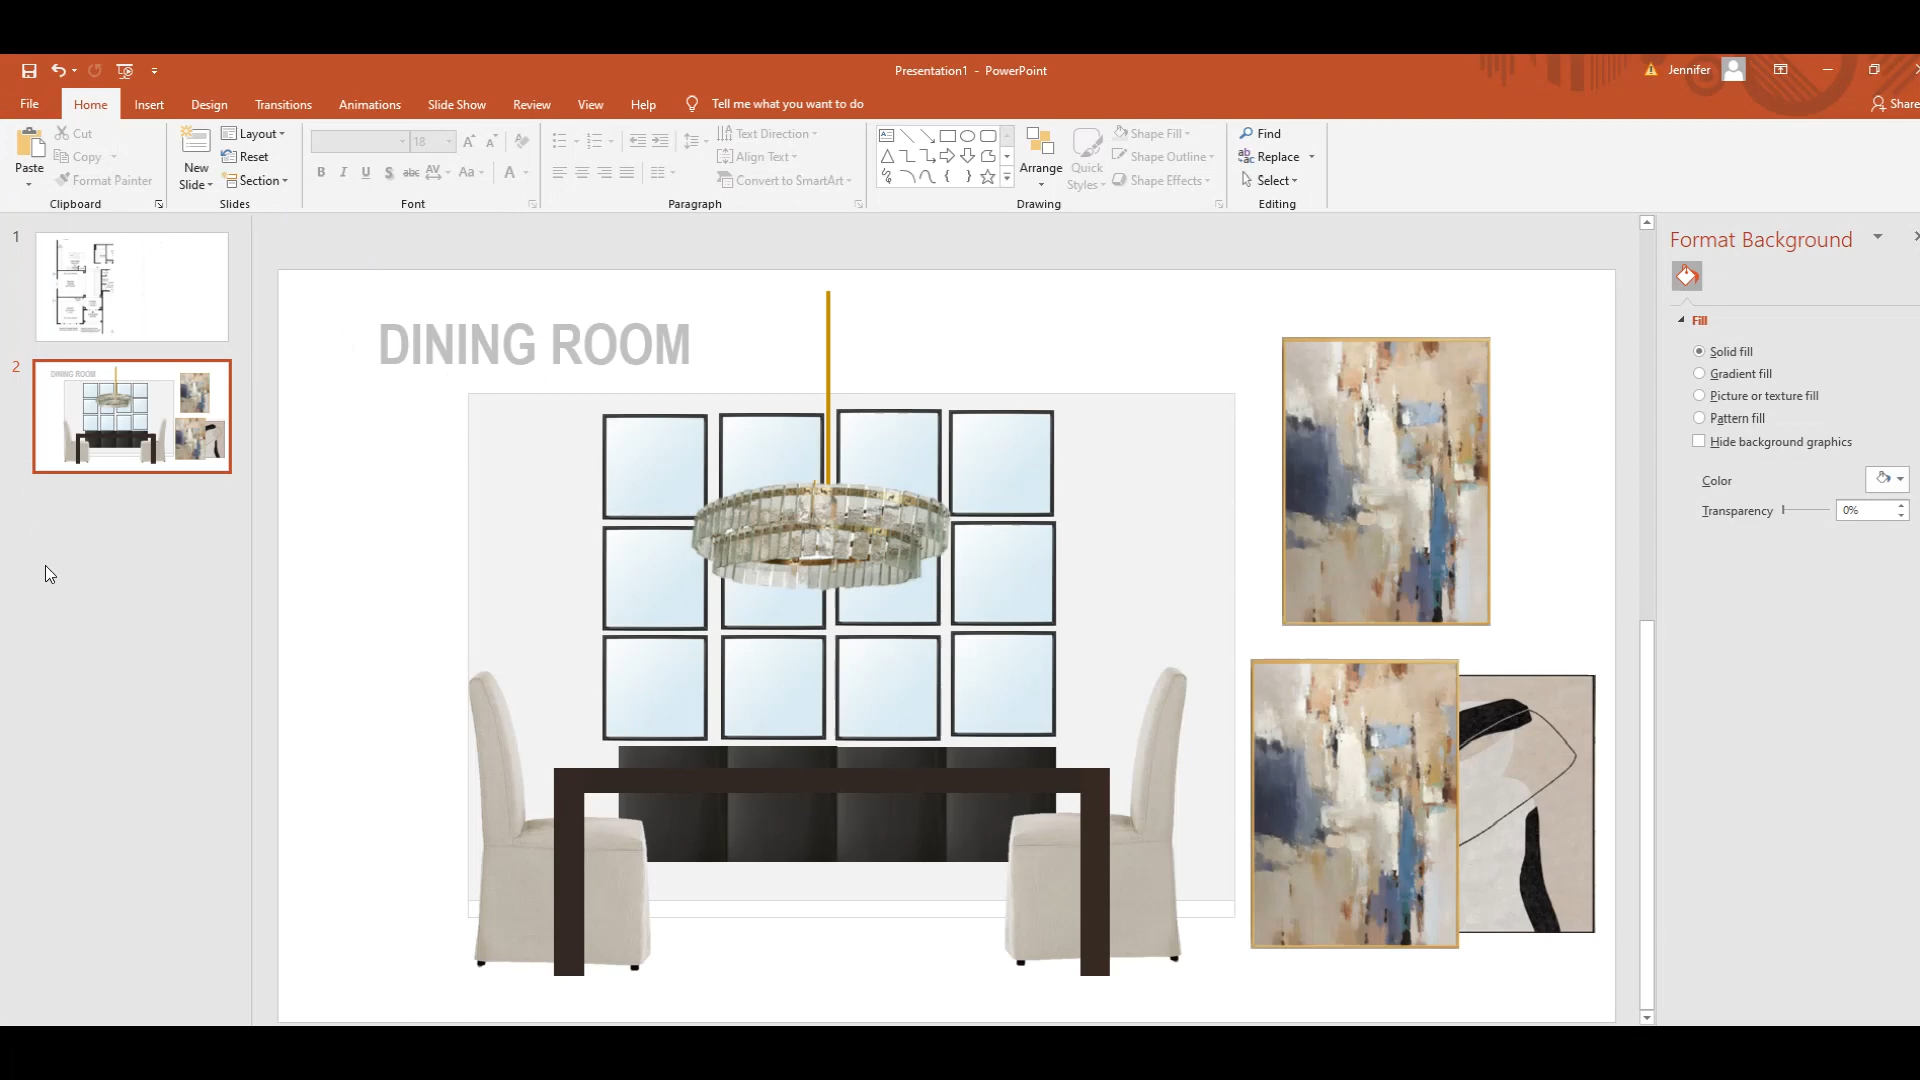 Presentation1 - PowerPoint
Jennifer
File Home Insert Design Transitions Animations Slide Show Review View Help Tell me what you want to do
Share
Paste
Cut
Copy
Format Painter
Clipboard
New Slide
Layout
Reset
Section
Slides
18
B I U S abc AV Aa A
Font
Text Direction
Align Text
Convert to SmartArt
Paragraph
Arrange
Quick Styles
Shape Fill
Shape Outline
Shape Effects
Drawing
Find
Replace
Select
Editing
1
2
DINING ROOM
DINING ROOM
Format Background
Fill
Solid fill
Gradient fill
Picture or texture fill
Pattern fill
Hide background graphics
Color
Transparency 0%